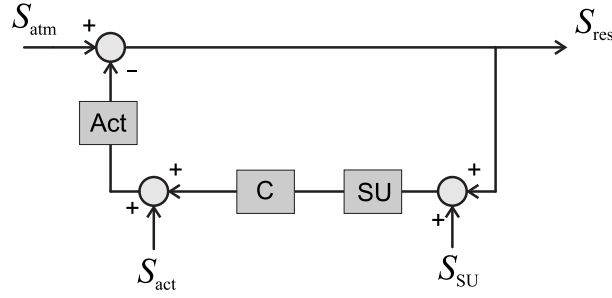 S_atm
+
S_res
−
Act
+
+
C
SU
+
+
S_act
S_SU